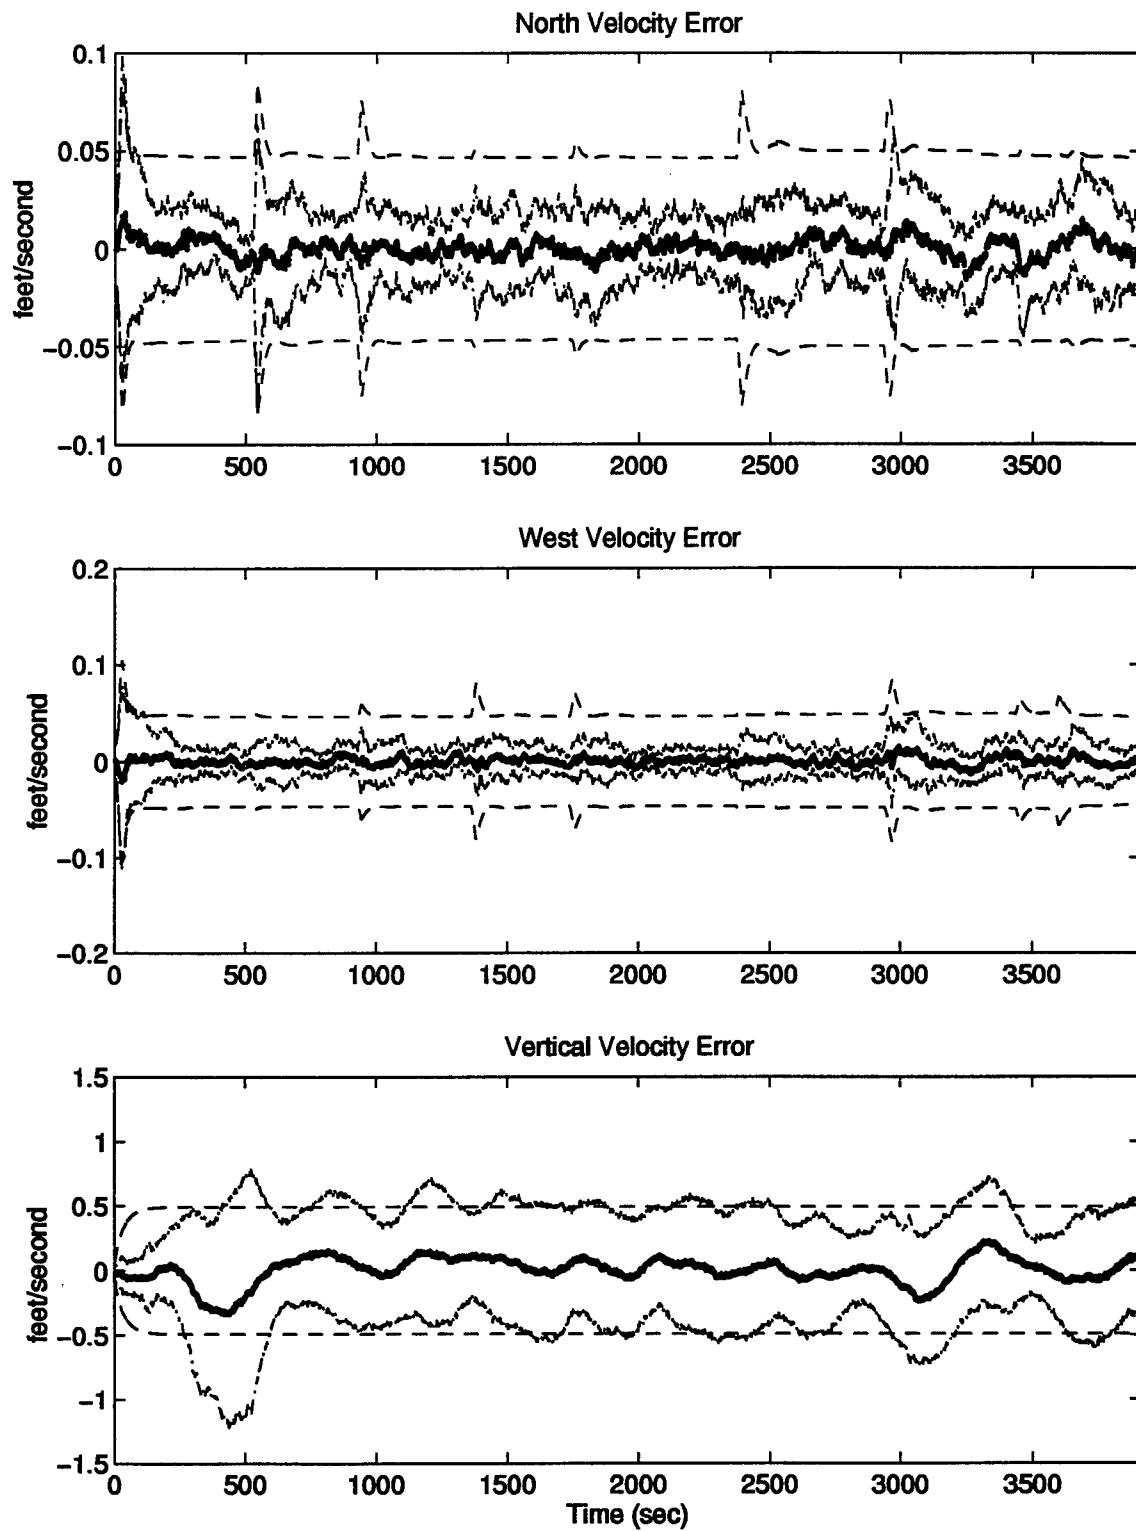 North Velocity Error
0.1
0.05
0
−0.05
−0.1
feet/second
0 500 1000 1500 2000 2500 3000 3500
West Velocity Error
0.2
0.1
0
−0.1
−0.2
feet/second
0 500 1000 1500 2000 2500 3000 3500
Vertical Velocity Error
1.5
1
0.5
0
−0.5
−1
−1.5
feet/second
0 500 1000 1500 2000 2500 3000 3500
Time (sec)